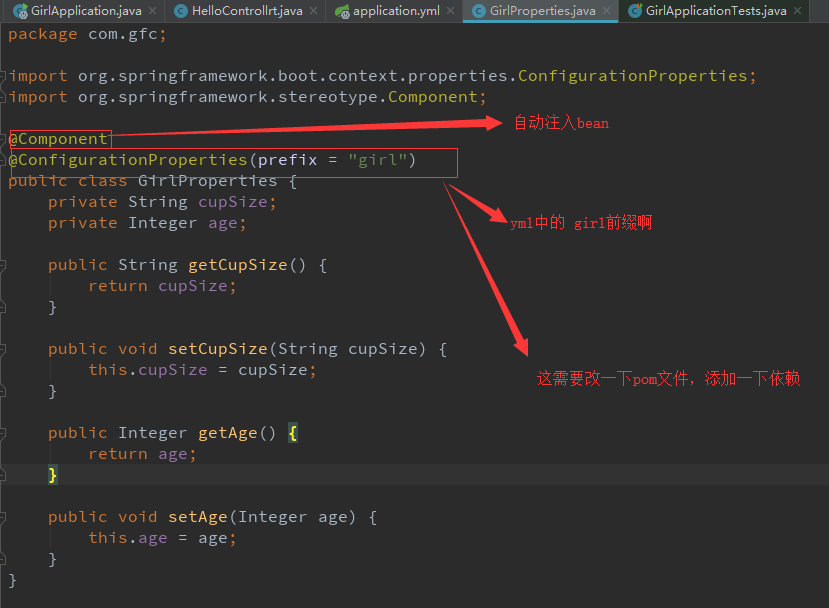 GirlApplication.java × HelloControllrt.java × application.yml × GirlProperties.java × GirlApplicationTests.java ×
package com.gfc;
import org.springframework.boot.context.properties.ConfigurationProperties;
import org.springframework.stereotype.Component;
自动注入bean
@Component
@ConfigurationProperties(prefix = "girl")
public class GirlProperties {
private String cupSize;
private Integer age;
yml中的 girl前缀啊
public String getCupSize() {
return cupSize;
}
public void setCupSize(String cupSize) {
this.cupSize = cupSize;
这需要改一下pom文件，添加一下依赖
}
public Integer getAge() {
return age;
}
public void setAge(Integer age) {
this.age = age;
}
}